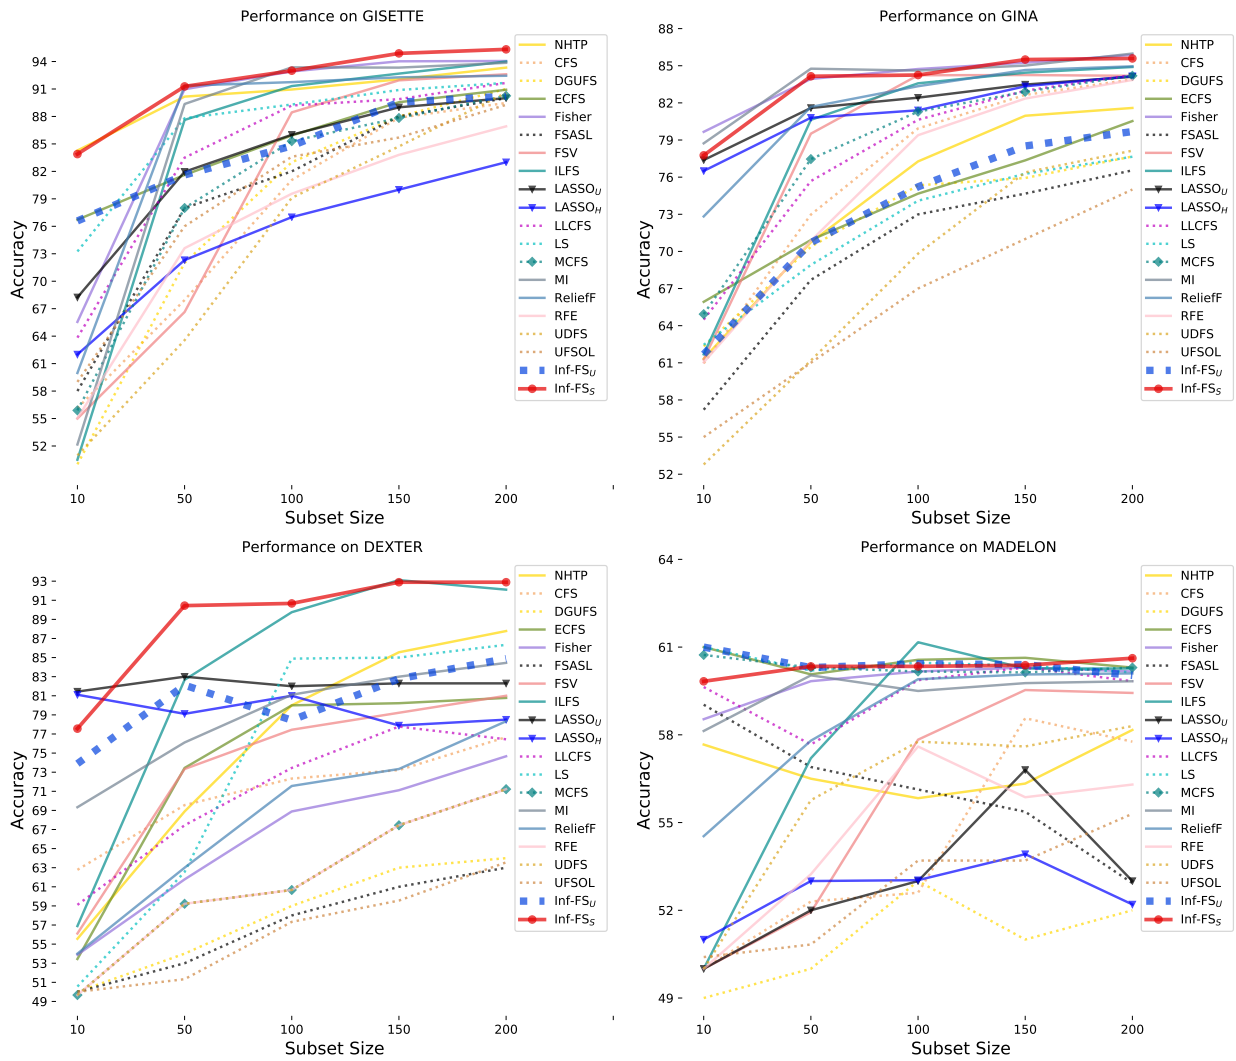 Performance on GISETTE
Accuracy
94
91
88
85
82
79
76
73
70
67
64
61
58
55
52
10
50
100
150
200
Subset Size
NHTP
CFS
DGUFS
ECFS
Fisher
FSASL
FSV
ILFS
LASSO_U
LASSO_H
LLCFS
LS
MCFS
MI
ReliefF
RFE
UDFS
UFSOL
Inf-FS_U
Inf-FS_S
Performance on GINA
Accuracy
88
85
82
79
76
73
70
67
64
61
58
55
52
10
50
100
150
200
Subset Size
NHTP
CFS
DGUFS
ECFS
Fisher
FSASL
FSV
ILFS
LASSO_U
LASSO_H
LLCFS
LS
MCFS
MI
ReliefF
RFE
UDFS
UFSOL
Inf-FS_U
Inf-FS_S
Performance on DEXTER
Accuracy
93
91
89
87
85
83
81
79
77
75
73
71
69
67
65
63
61
59
57
55
53
51
49
10
50
100
150
200
Subset Size
NHTP
CFS
DGUFS
ECFS
Fisher
FSASL
FSV
ILFS
LASSO_U
LASSO_H
LLCFS
LS
MCFS
MI
ReliefF
RFE
UDFS
UFSOL
Inf-FS_U
Inf-FS_S
Performance on MADELON
Accuracy
64
61
58
55
52
49
10
50
100
150
200
Subset Size
NHTP
CFS
DGUFS
ECFS
Fisher
FSASL
FSV
ILFS
LASSO_U
LASSO_H
LLCFS
LS
MCFS
MI
ReliefF
RFE
UDFS
UFSOL
Inf-FS_U
Inf-FS_S